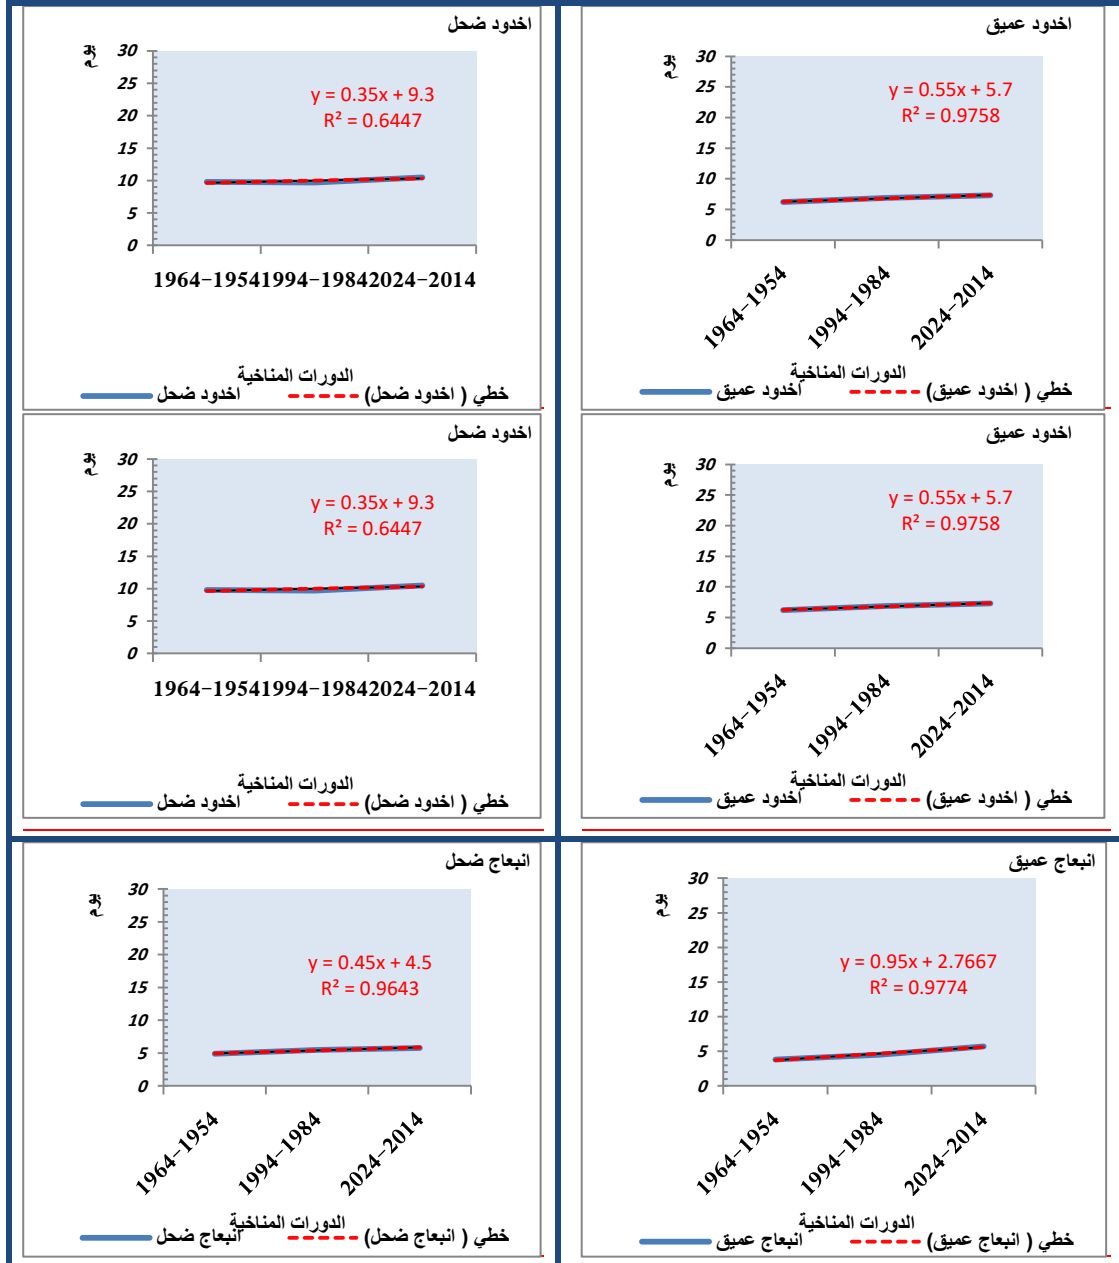 اخدود عميق
يوم
30
25
20
15
10
5
0
y = 0.55x + 5.7
R² = 0.9758
1964-1954
1994-1984
2024-2014
الدورات المناخية
اخدود عميق
خطي ( اخدود عميق)
اخدود ضحل
يوم
30
25
20
15
10
5
0
y = 0.35x + 9.3
R² = 0.6447
1964-1954
1994-1984
2024-2014
الدورات المناخية
اخدود ضحل
خطي ( اخدود ضحل)
اخدود عميق
يوم
30
25
20
15
10
5
0
y = 0.55x + 5.7
R² = 0.9758
1964-1954
1994-1984
2024-2014
الدورات المناخية
اخدود عميق
خطي ( اخدود عميق)
اخدود ضحل
يوم
30
25
20
15
10
5
0
y = 0.35x + 9.3
R² = 0.6447
1964-1954
1994-1984
2024-2014
الدورات المناخية
اخدود ضحل
خطي ( اخدود ضحل)
انبعاج عميق
يوم
30
25
20
15
10
5
0
y = 0.95x + 2.7667
R² = 0.9774
1964-1954
1994-1984
2024-2014
الدورات المناخية
انبعاج عميق
خطي ( انبعاج عميق)
انبعاج ضحل
يوم
30
25
20
15
10
5
0
y = 0.45x + 4.5
R² = 0.9643
1964-1954
1994-1984
2024-2014
الدورات المناخية
انبعاج ضحل
خطي ( انبعاج ضحل)